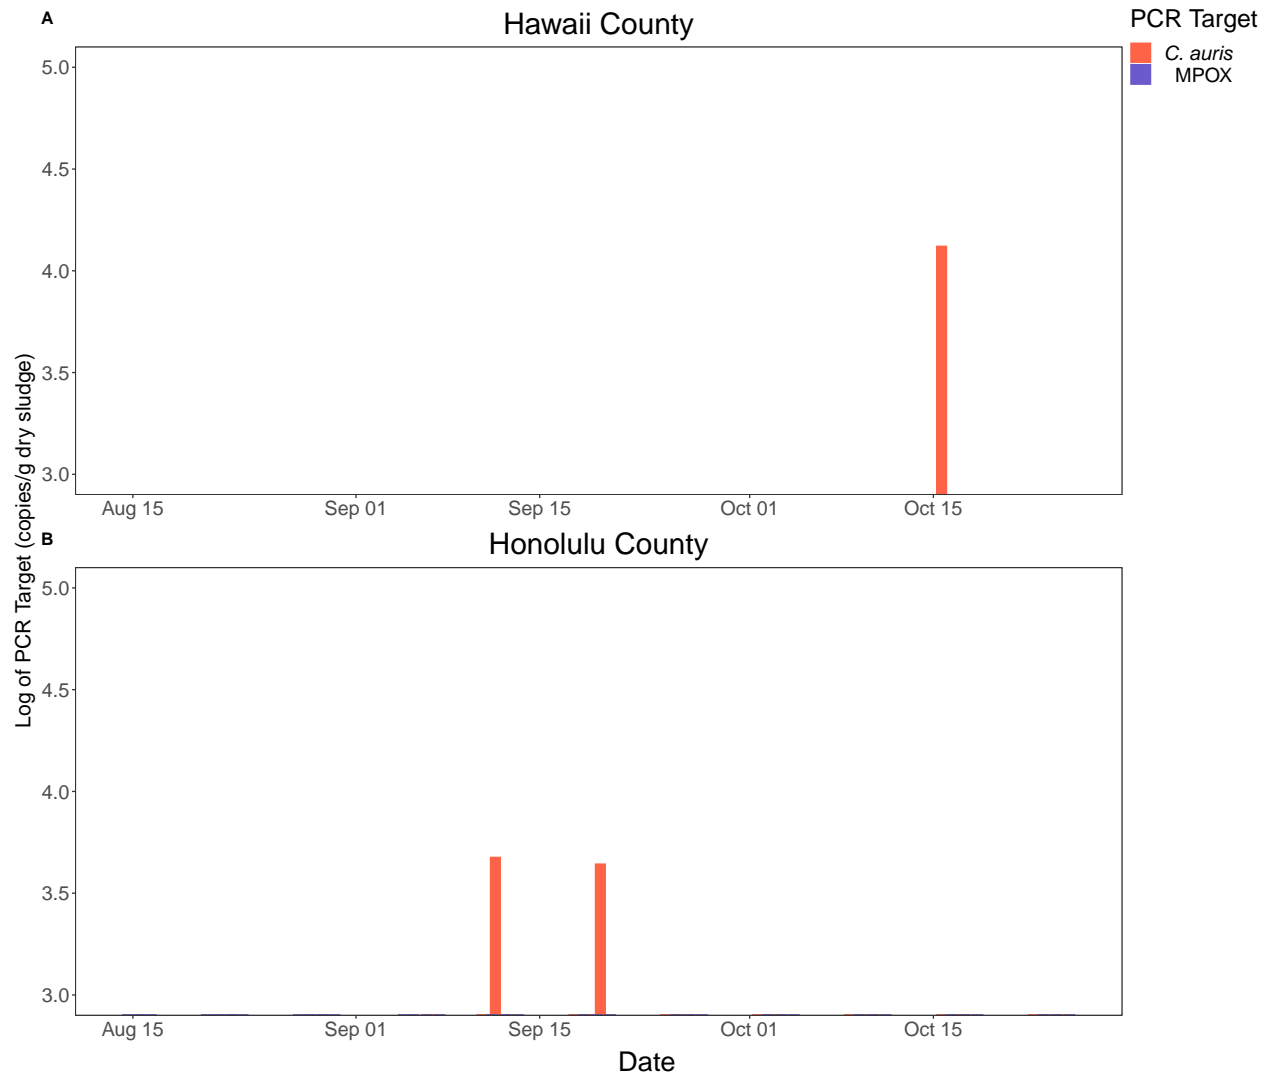 A
Hawaii County
PCR Target
C. auris
MPOX
5.0
4.5
4.0
3.5
3.0
Aug 15
Sep 01
Sep 15
Oct 01
Oct 15
Log of PCR Target (copies/g dry sludge)
B
Honolulu County
5.0
4.5
4.0
3.5
3.0
Aug 15
Sep 01
Sep 15
Oct 01
Oct 15
Date